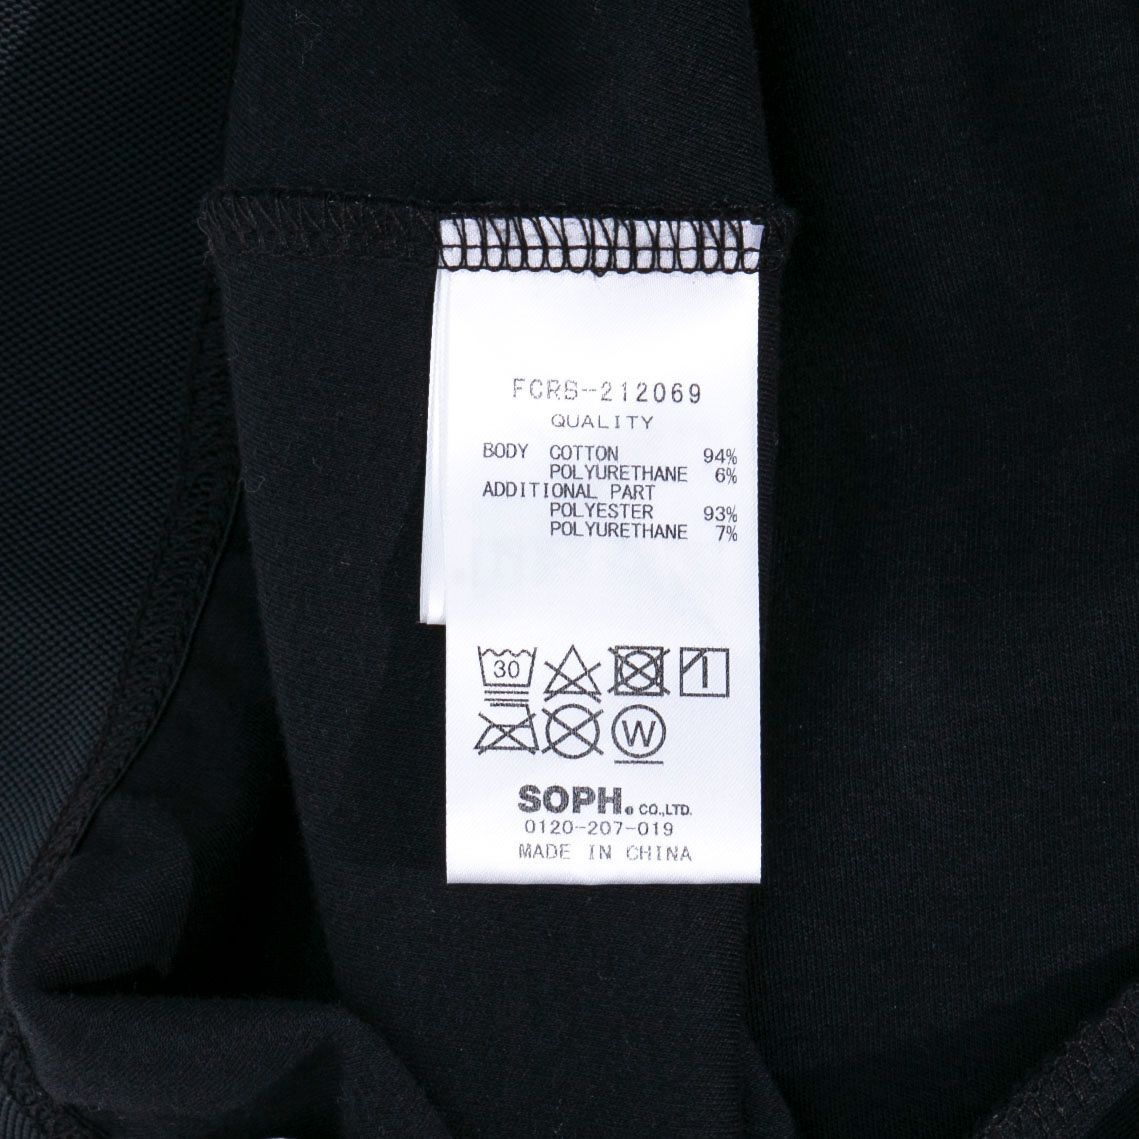 FCRS-212069
QUALITY
BODY COTTON 94%
POLYURETHANE 6%
ADDITIONAL PART
POLYESTER 93%
POLYURETHANE 7%
30
W
SOPH. CO.,LTD.
0120-207-019
MADE IN CHINA